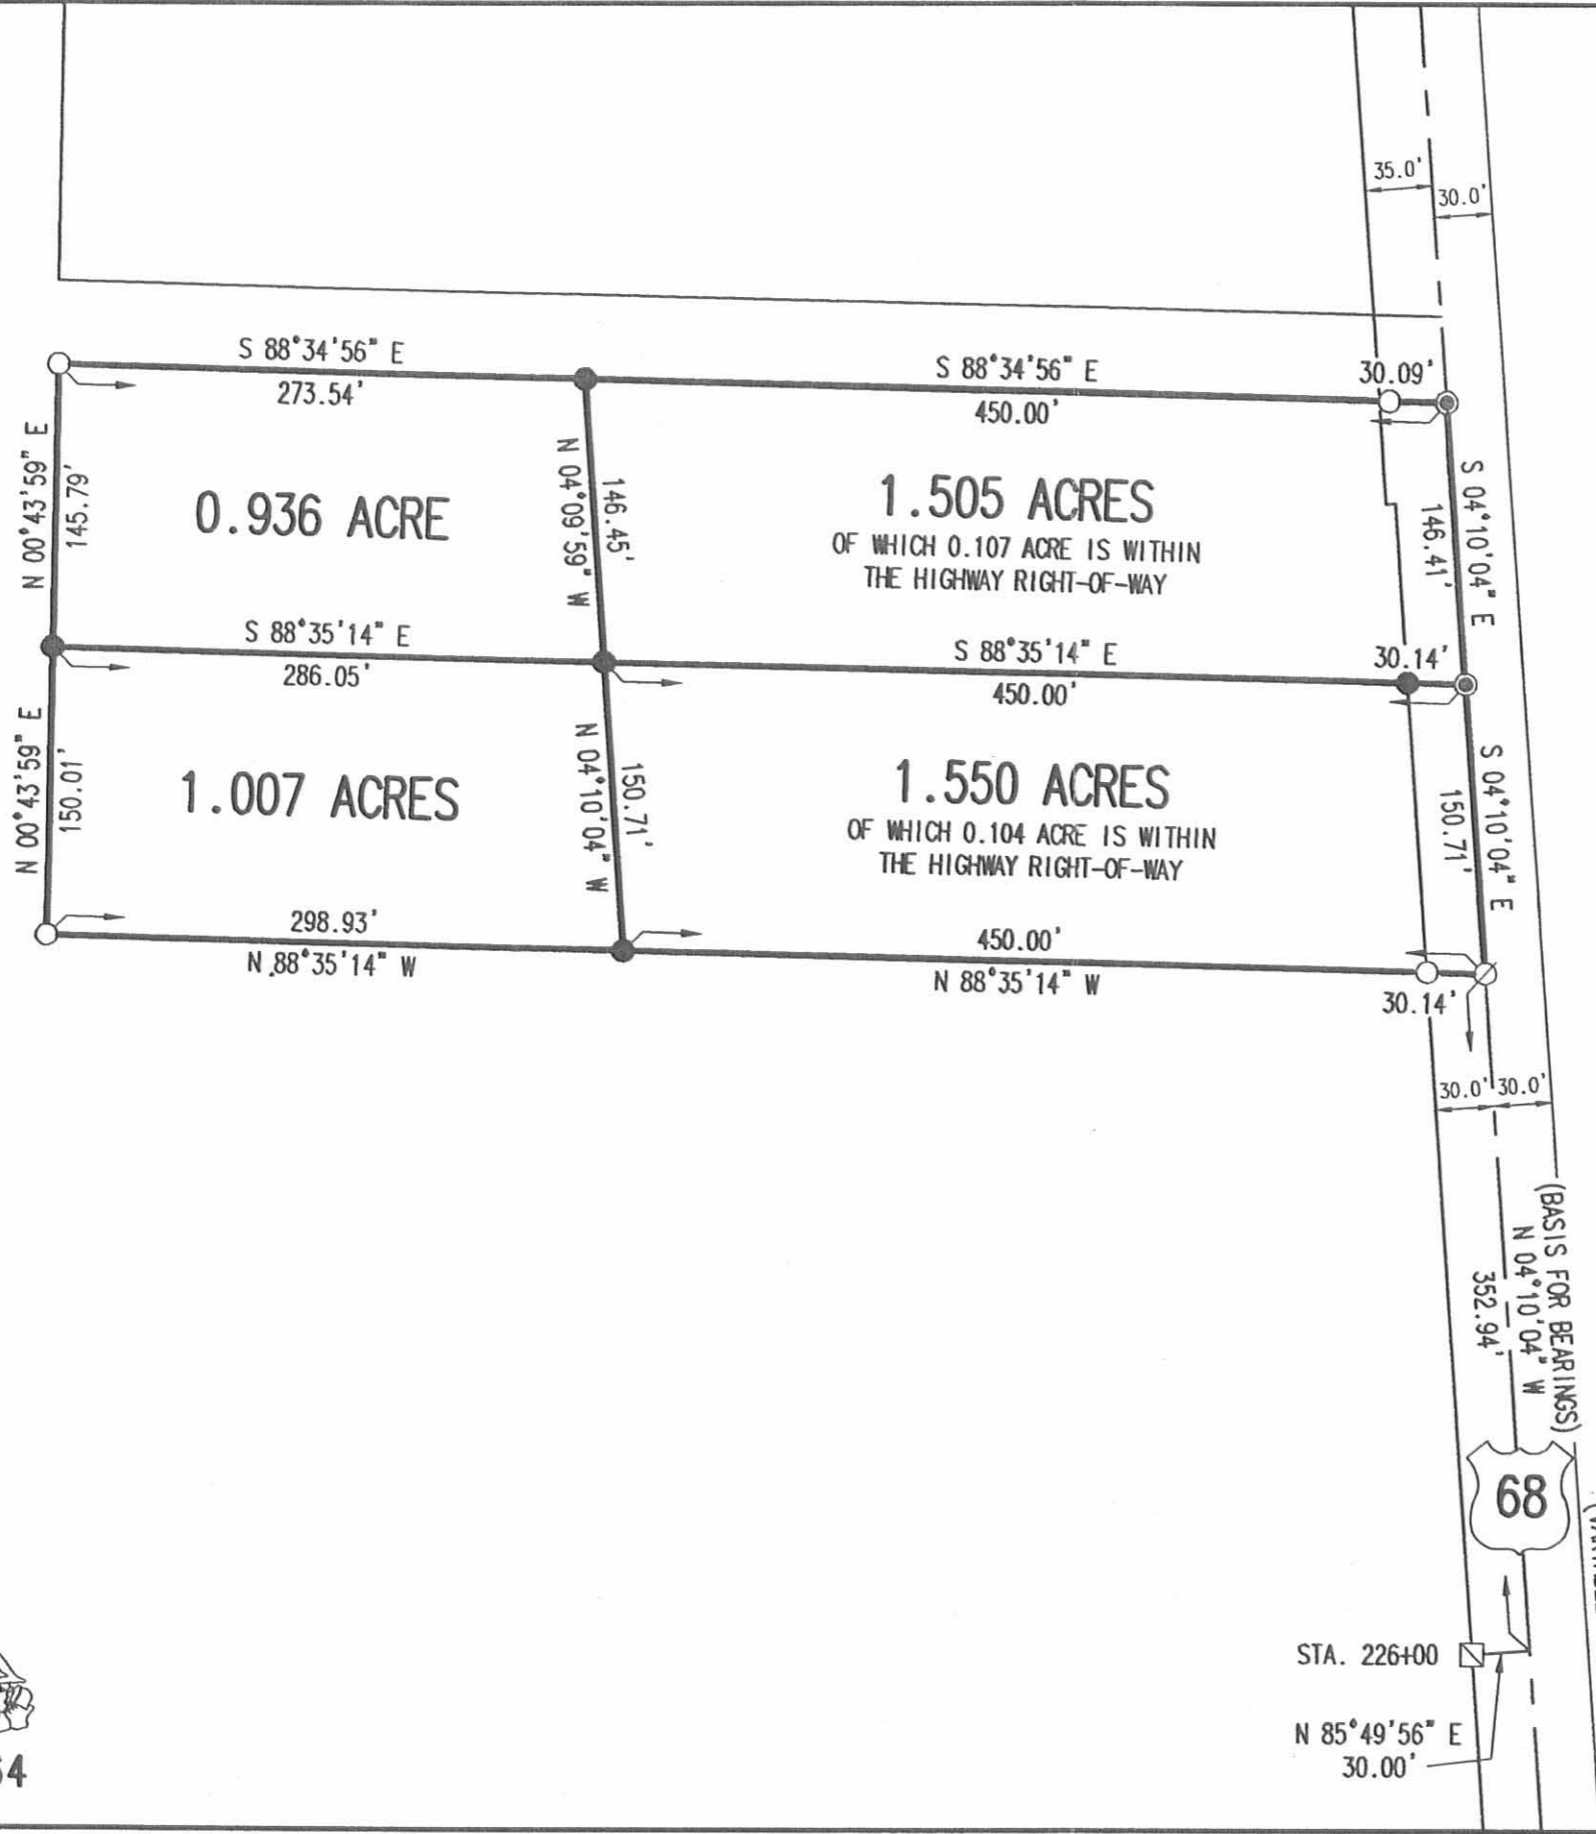 35.0'
30.0'
S 88°34'56" E
273.54'
S 88°34'56" E
450.00'
30.09'
N 00°43'59" E
145.79'
0.936 ACRE
N 04°09'59" W
146.45'
1.505 ACRES
OF WHICH 0.107 ACRE IS WITHIN
THE HIGHWAY RIGHT-OF-WAY
146.41'
S 04°10'04" E
S 88°35'14" E
286.05'
S 88°35'14" E
450.00'
30.14'
N 00°43'59" E
150.01'
1.007 ACRES
N 04°10'04" W
150.71'
1.550 ACRES
OF WHICH 0.104 ACRE IS WITHIN
THE HIGHWAY RIGHT-OF-WAY
150.71'
S 04°10'04" E
298.93'
N 88°35'14" W
450.00'
N 88°35'14" W
30.14'
30.0'
30.0'
(BASIS FOR BEARINGS)
N 04°10'04" W
352.94'
68
STA. 226+00
N 85°49'56" E
30.00'